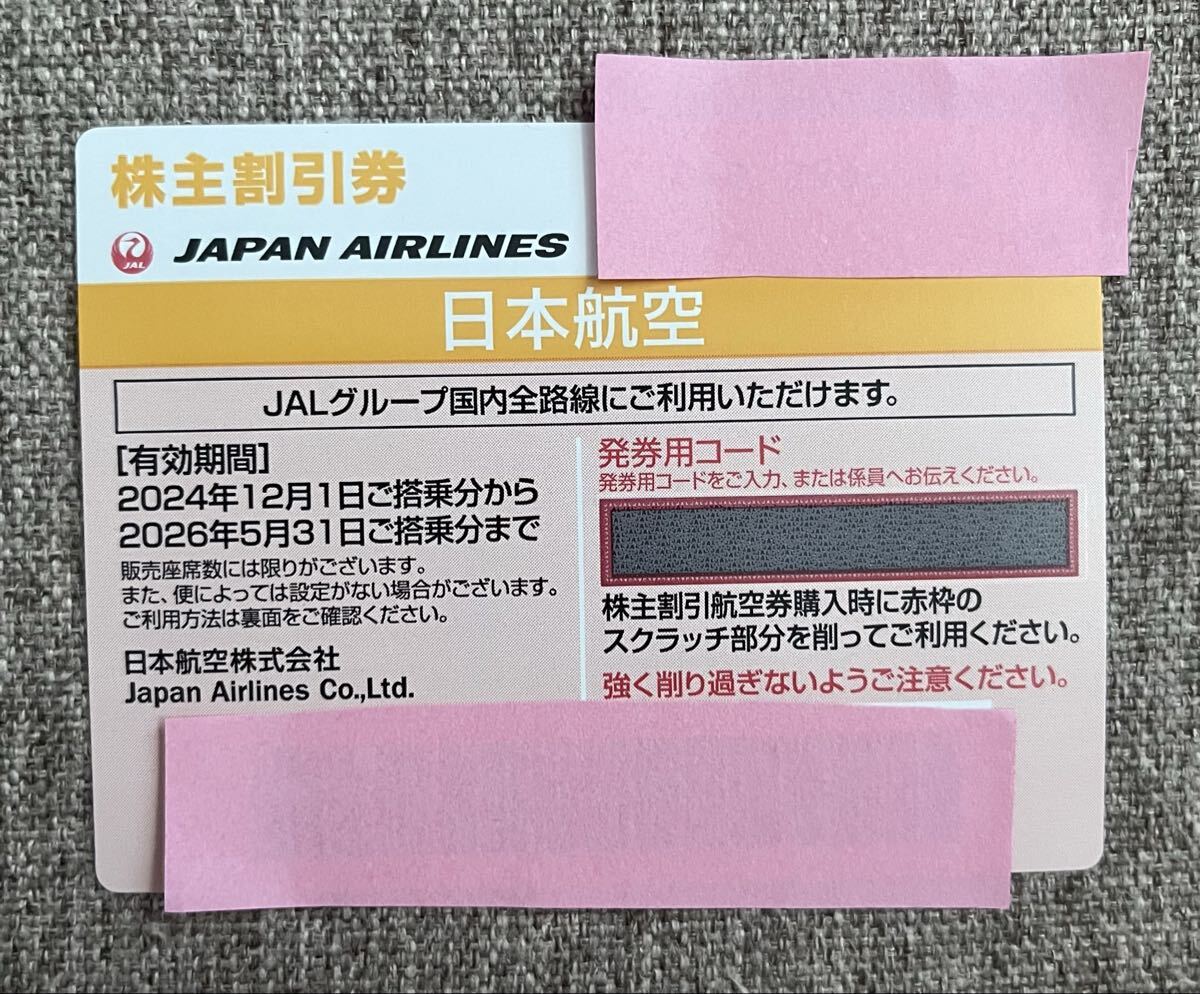 株主割引券
JAL JAPAN AIRLINES
日本航空
JALグループ国内全路線にご利用いただけます。
[有効期間]
2024年12月1日ご搭乗分から
2026年5月31日ご搭乗分まで
販売座席数には限りがございます。
また、便によっては設定がない場合がございます。
ご利用方法は裏面をご確認ください。
日本航空株式会社
Japan Airlines Co.,Ltd.
発券用コード
発券用コードをご入力、または係員へお伝えください。
株主割引航空券購入時に赤枠の
スクラッチ部分を削ってご利用ください。
強く削り過ぎないようご注意ください。